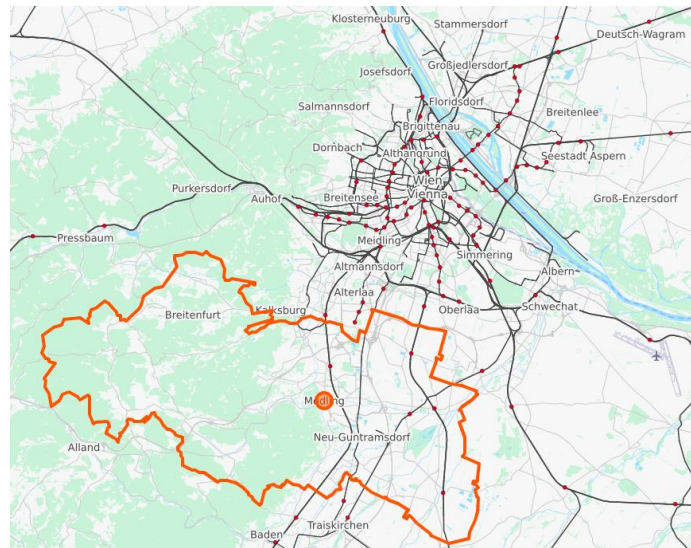 Klosterneuburg
Stammersdorf
Deutsch-Wagram
Josefsdorf
Großjedlersdorf
Salmannsdorf
Floridsdorf
Breitenlee
Brigittenau
Dornbach
Althangrund
Seestadt Aspern
Purkersdorf
Auhof
Breitensee
Wien
Vienna
Groß-Enzersdorf
Pressbaum
Meidling
Simmering
Altmannsdorf
Albern
Breitenfurt
Kalksburg
Alterlaa
Oberlaa
Schwechat
Mödling
Neu-Guntramsdorf
Alland
Baden
Traiskirchen